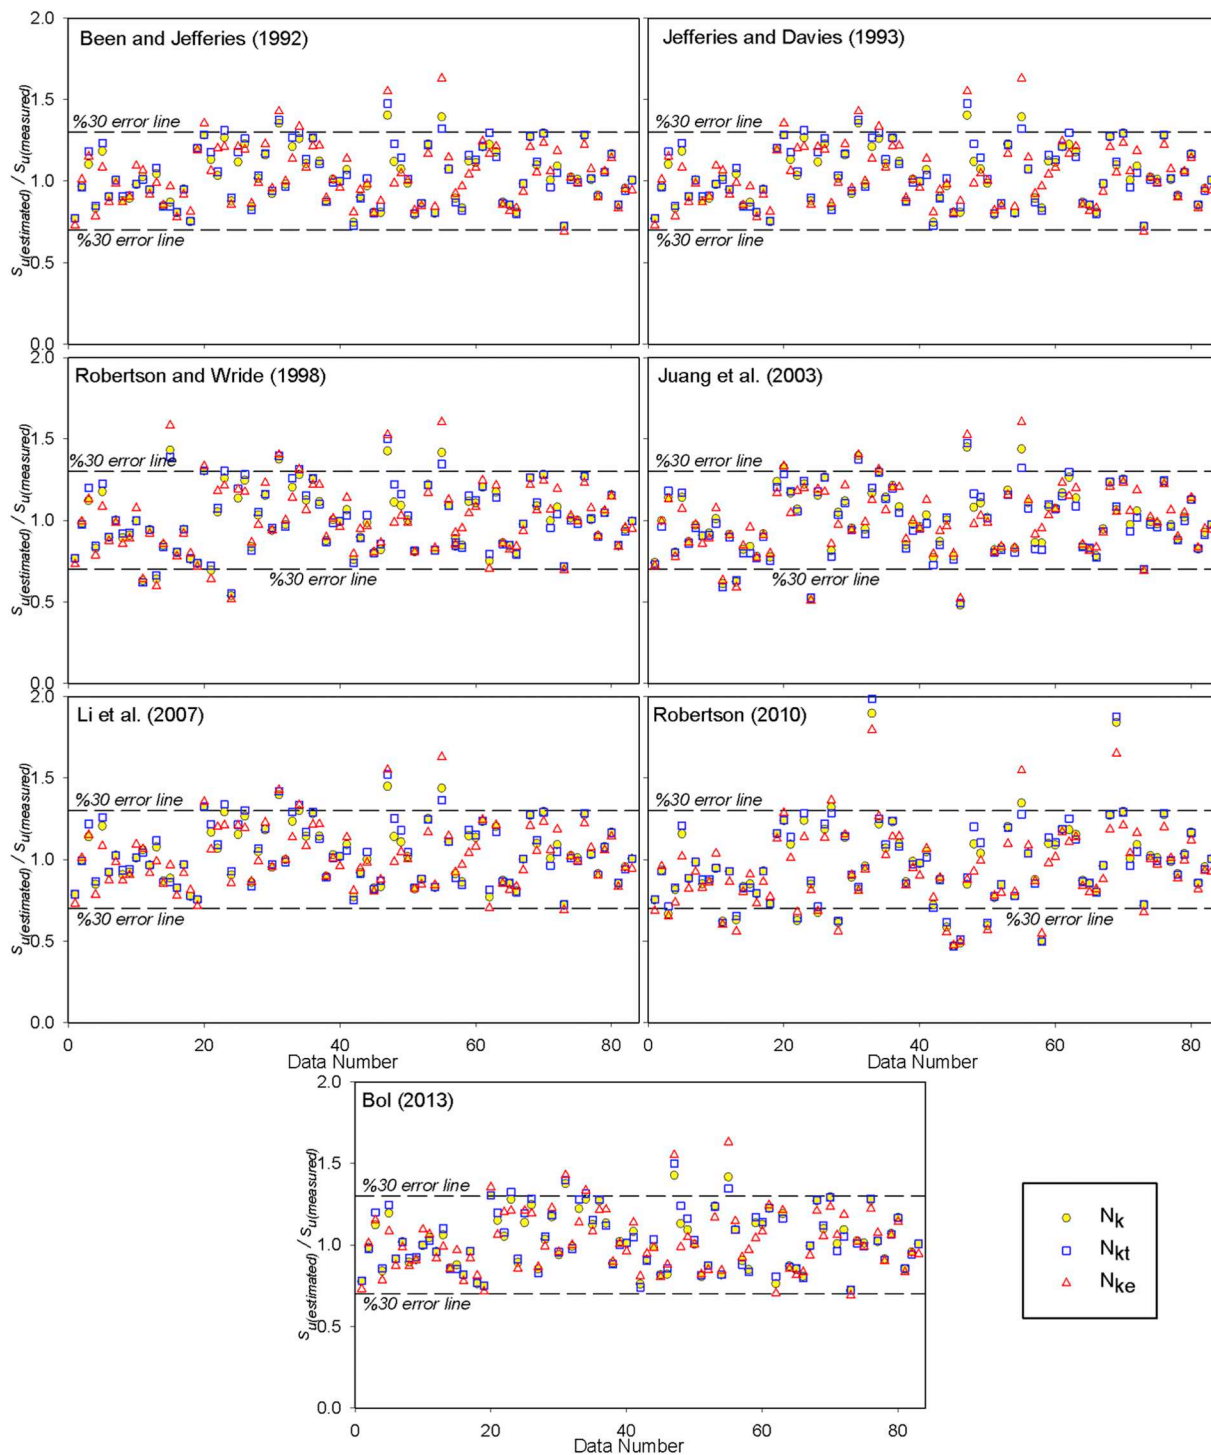 Been and Jefferies (1992)
Jefferies and Davies (1993)
2.0
1.5
1.0
0.5
0.0
%30 error line
%30 error line
%30 error line
%30 error line
su(estimated) / su(measured)
Robertson and Wride (1998)
Juang et al. (2003)
2.0
1.5
1.0
0.5
0.0
%30 error line
%30 error line
%30 error line
%30 error line
su(estimated) / su(measured)
Li et al. (2007)
Robertson (2010)
2.0
1.5
1.0
0.5
0.0
%30 error line
%30 error line
%30 error line
%30 error line
su(estimated) / su(measured)
0 20 40 60 80
0 20 40 60 80
Data Number
Data Number
Bol (2013)
2.0
1.5
1.0
0.5
0.0
%30 error line
%30 error line
su(estimated) / su(measured)
0 20 40 60 80
Data Number
Nk
Nkt
Nke